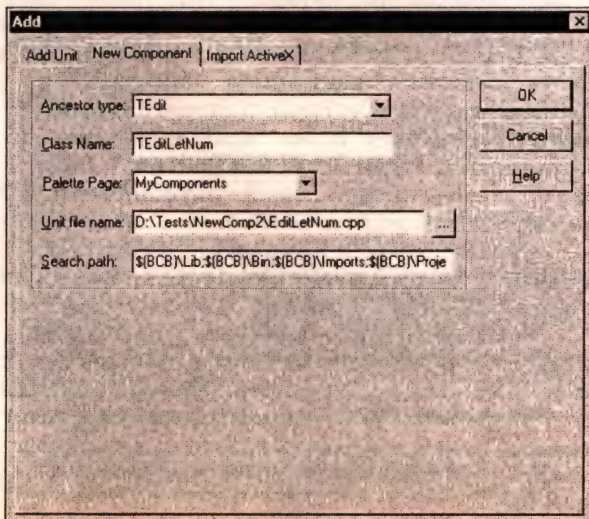 Add
Add Unit New Component Import ActiveX
Ancestor type: TEdit
OK
Class Name: TEditLetNum
Cancel
Palette Page: MyComponents
Help
Unit file name: D:\Tests\NewComp2\EditLetNum.cpp ...
Search path: $(BCB)\Lib;$(BCB)\Bin;$(BCB)\Imports;$(BCB)\Proje